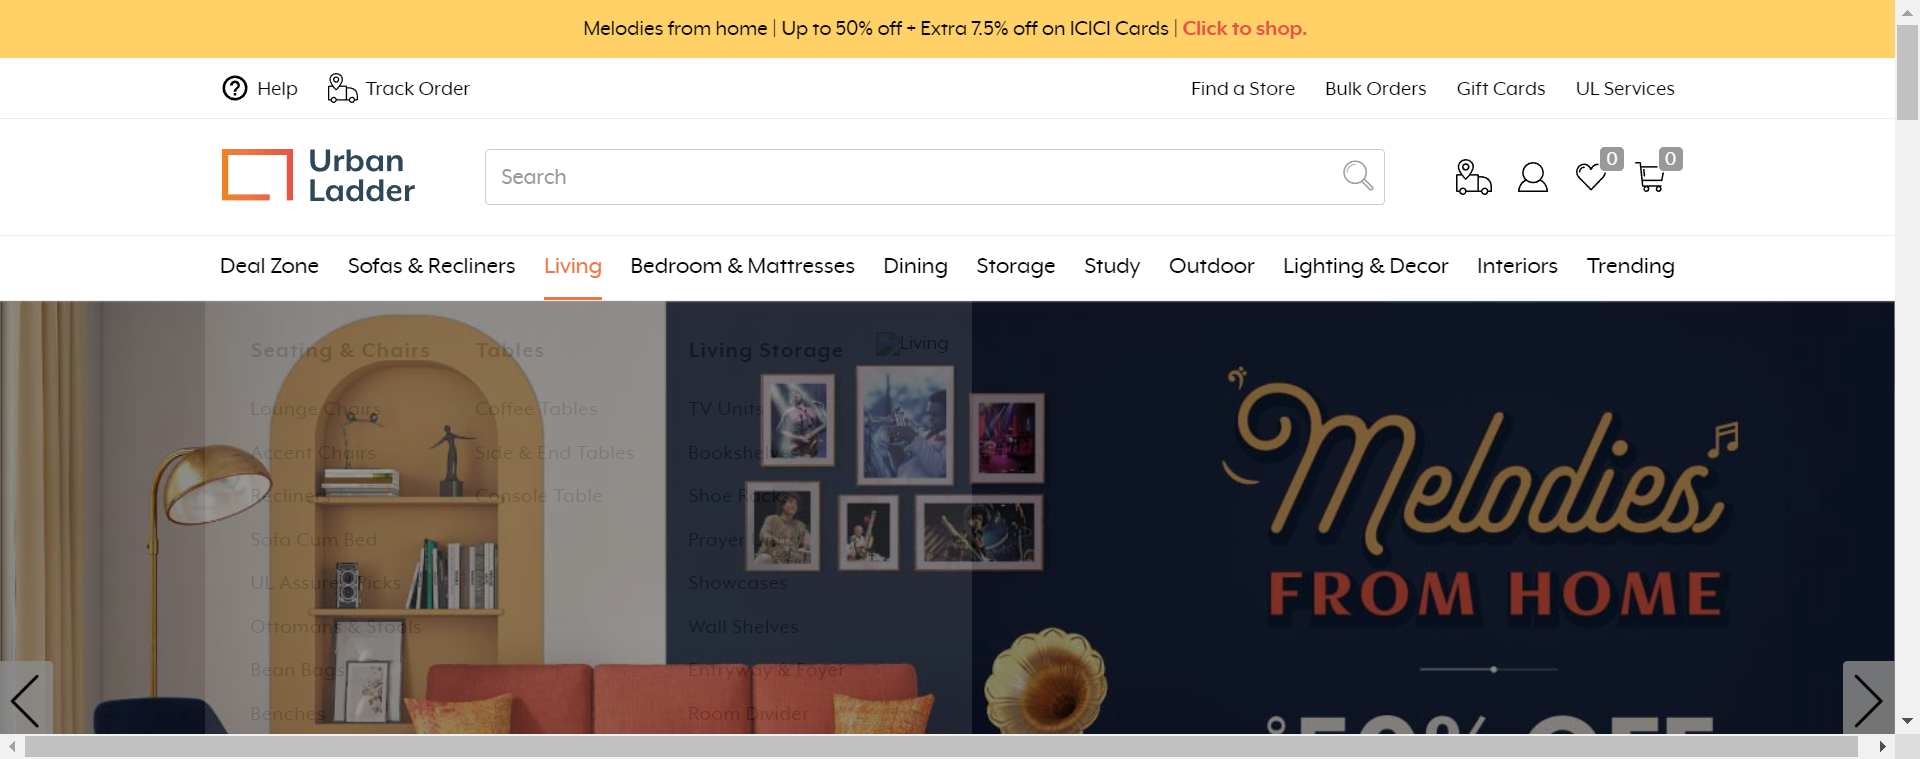 Melodies from home | Up to 50% off + Extra 7.5% off on ICICI Cards | Click to shop.
Help Track Order Find a Store Bulk Orders Gift Cards UL Services
Urban
Ladder
Search
0 0
Deal Zone Sofas & Recliners Living Bedroom & Mattresses Dining Storage Study Outdoor Lighting & Decor Interiors Trending
Seating & Chairs Tables Living Storage Living
Lounge Chairs Coffee Tables TV Units
Accent Chairs Side & End Tables Bookshelves
Recliners Console Table Shoe Racks
Sofa Cum Bed Prayer Units
UL Assured Picks Showcases
Ottomans & Stools Wall Shelves
Bean Bags Entryway & Foyer
Benches Room Divider
Melodies
FROM HOME
50% OFF